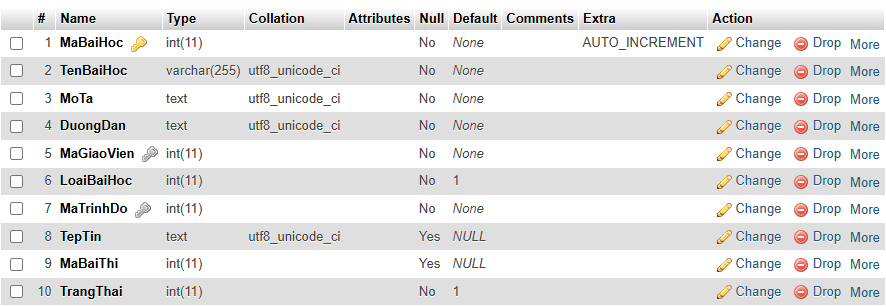 # Name Type Collation Attributes Null Default Comments Extra Action
1 MaBaiHoc int(11) No None AUTO_INCREMENT Change Drop More
2 TenBaiHoc varchar(255) utf8_unicode_ci No None Change Drop More
3 MoTa text utf8_unicode_ci No None Change Drop More
4 DuongDan text utf8_unicode_ci No None Change Drop More
5 MaGiaoVien int(11) No None Change Drop More
6 LoaiBaiHoc int(11) No 1 Change Drop More
7 MaTrinhDo int(11) No None Change Drop More
8 TepTin text utf8_unicode_ci Yes NULL Change Drop More
9 MaBaiThi int(11) Yes NULL Change Drop More
10 TrangThai int(11) No 1 Change Drop More